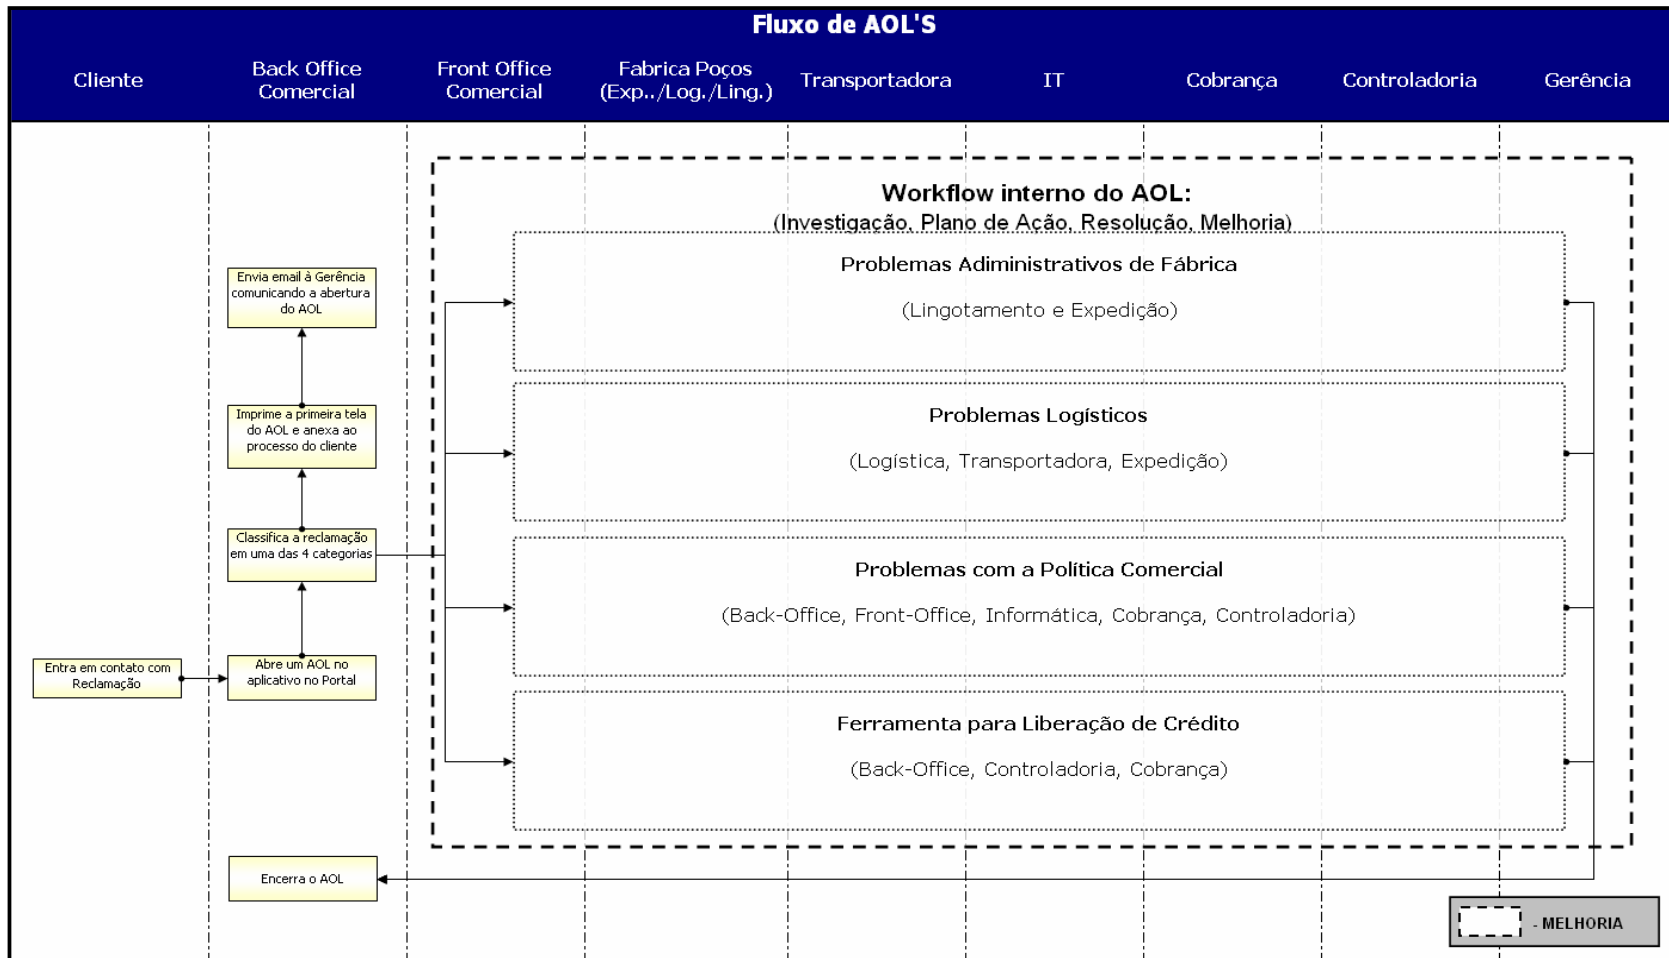 Fluxo de AOL'S
Cliente
Back Office
Comercial
Front Office
Comercial
Fabrica Poços
(Exp../Log./Ling.)
Transportadora
IT
Cobrança
Controladoria
Gerência
Workflow interno do AOL:
(Investigação, Plano de Ação, Resolução, Melhoria)
Problemas Adiministrativos de Fábrica
(Lingotamento e Expedição)
Envia email à Gerência
comunicando a abertura
do AOL
Imprime a primeira tela
do AOL e anexa ao
processo do cliente
Problemas Logísticos
(Logística, Transportadora, Expedição)
Classifica a reclamação
em uma das 4 categorias
Problemas com a Política Comercial
(Back-Office, Front-Office, Informática, Cobrança, Controladoria)
Entra em contato com
Reclamação
Abre um AOL no
aplicativo no Portal
Ferramenta para Liberação de Crédito
(Back-Office, Controladoria, Cobrança)
Encerra o AOL
- MELHORIA